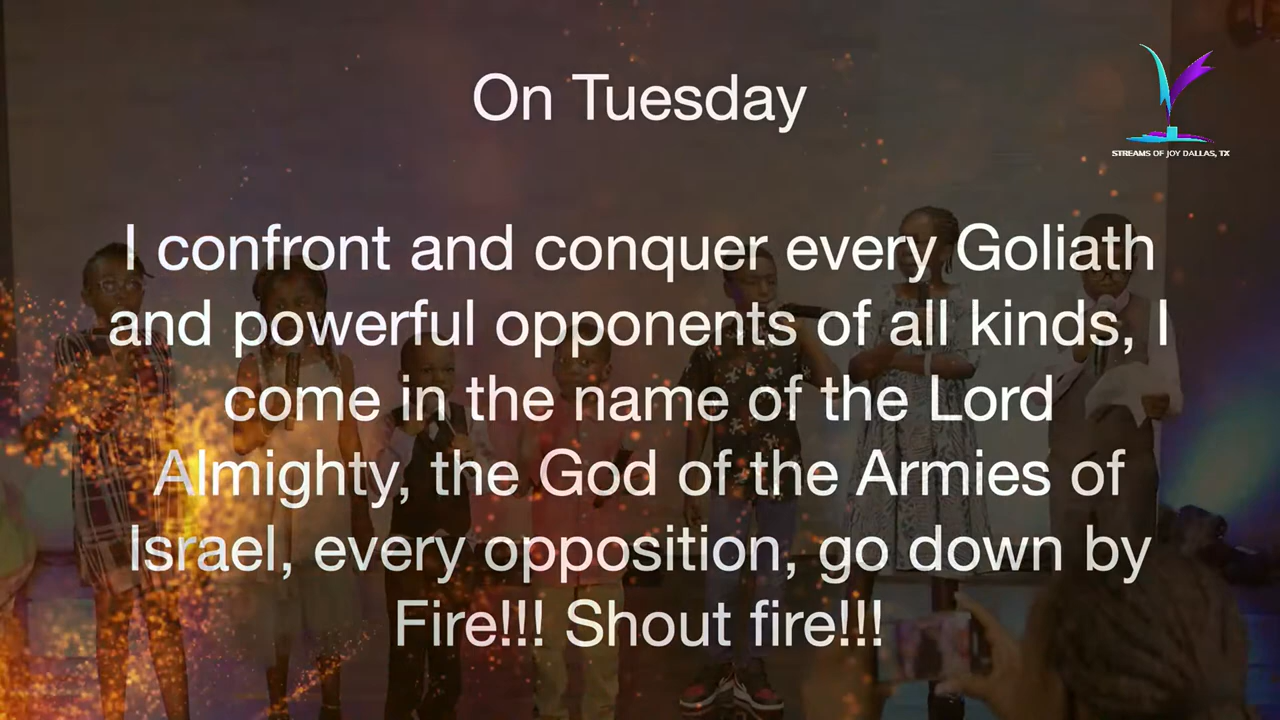 On Tuesday
STREAMS OF JOY DALLAS, TX
I confront and conquer every Goliath
and powerful opponents of all kinds, I
come in the name of the Lord
Almighty, the God of the Armies of
Israel, every opposition, go down by
Fire!!! Shout fire!!!